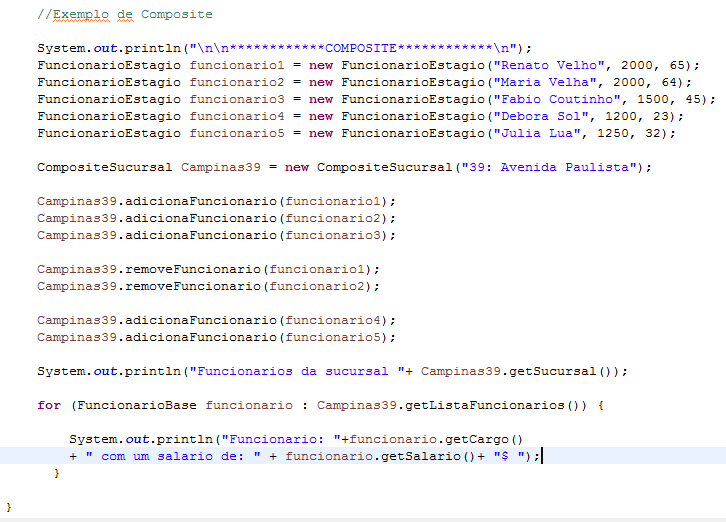 //Exemplo de Composite
System.out.println("\n\n************COMPOSITE************\n");
FuncionarioEstagio funcionario1 = new FuncionarioEstagio("Renato Velho", 2000, 65);
FuncionarioEstagio funcionario2 = new FuncionarioEstagio("Maria Velha", 2000, 64);
FuncionarioEstagio funcionario3 = new FuncionarioEstagio("Fabio Coutinho", 1500, 45);
FuncionarioEstagio funcionario4 = new FuncionarioEstagio("Debora Sol", 1200, 23);
FuncionarioEstagio funcionario5 = new FuncionarioEstagio("Julia Lua", 1250, 32);
CompositeSucursal Campinas39 = new CompositeSucursal("39: Avenida Paulista");
Campinas39.adicionaFuncionario(funcionario1);
Campinas39.adicionaFuncionario(funcionario2);
Campinas39.adicionaFuncionario(funcionario3);
Campinas39.removeFuncionario(funcionario1);
Campinas39.removeFuncionario(funcionario2);
Campinas39.adicionaFuncionario(funcionario4);
Campinas39.adicionaFuncionario(funcionario5);
System.out.println("Funcionarios da sucursal "+ Campinas39.getSucursal());
for (FuncionarioBase funcionario : Campinas39.getListaFuncionarios()) {
System.out.println("Funcionario: "+funcionario.getCargo()
+ " com um salario de: " + funcionario.getSalario()+ "$ ");
}
}